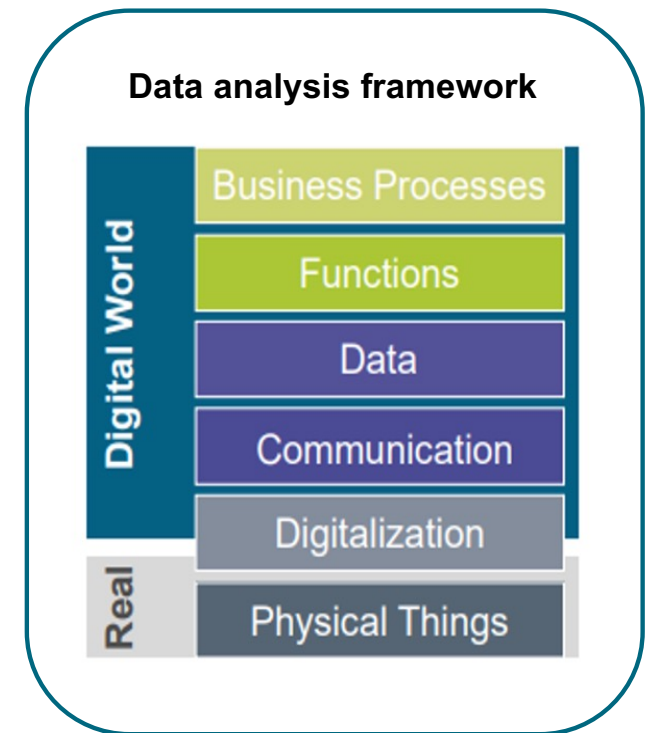 Data analysis framework
Digital World
Business Processes
Functions
Data
Communication
Digitalization
Real
Physical Things